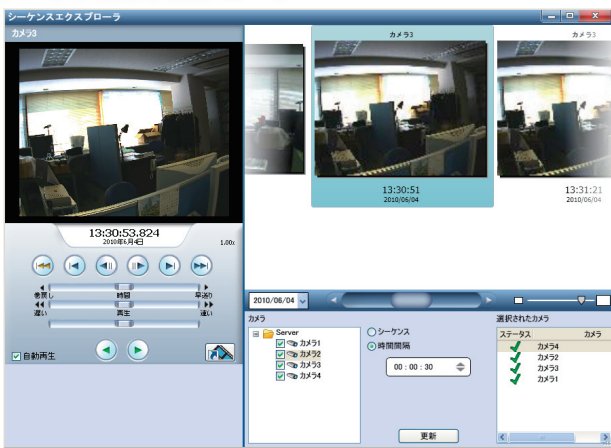 シーケンスエクスプローラ
カメラ3
カメラ3
カメラ3
13:30:51
2010/06/04
13:31:21
2010/06/04
13:30:53.824
2010年6月4日
1.00x
巻戻し
時間
早送り
遅い
再生
速い
自動再生
2010/06/04
カメラ
Server
カメラ1
カメラ2
カメラ3
カメラ4
シーケンス
時間間隔
00 : 00 : 30
更新
選択されたカメラ
ステータス
カメラ
カメラ4
カメラ2
カメラ3
カメラ1